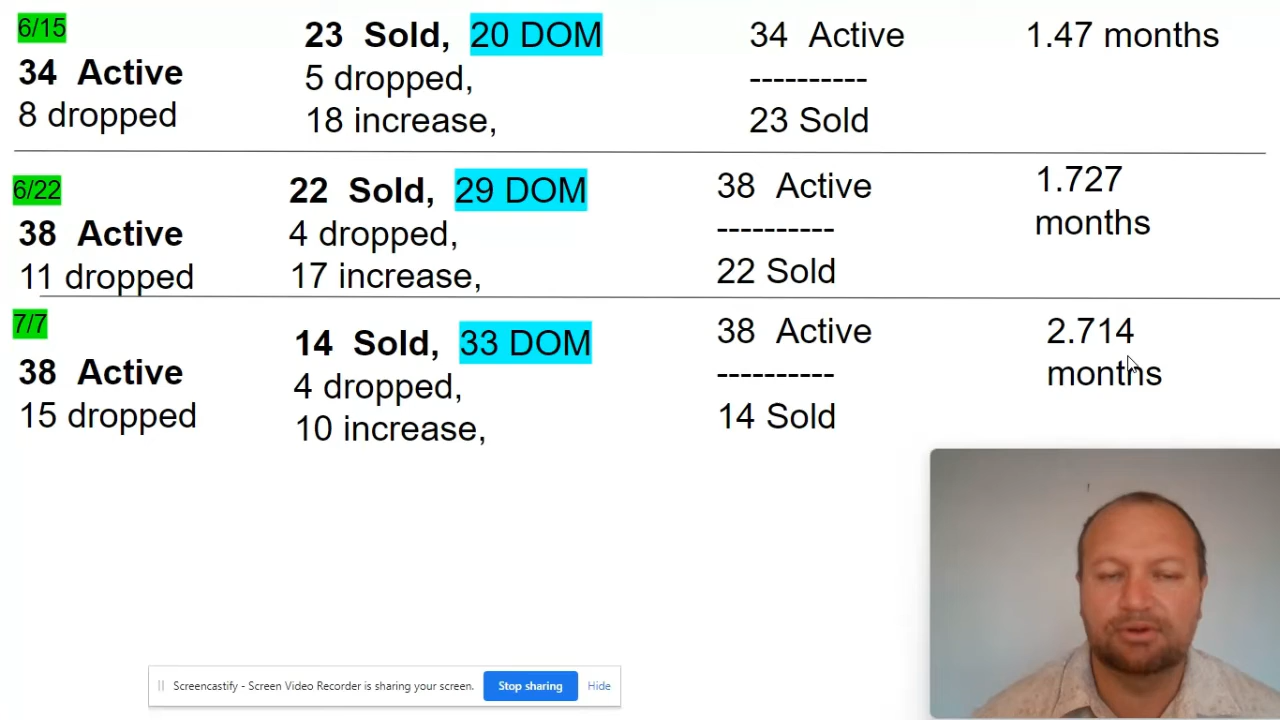 6/15
34 Active
8 dropped
23 Sold, 20 DOM
5 dropped,
18 increase,
34 Active
----------
23 Sold
1.47 months
6/22
38 Active
11 dropped
22 Sold, 29 DOM
4 dropped,
17 increase,
38 Active
----------
22 Sold
1.727
months
7/7
38 Active
15 dropped
14 Sold, 33 DOM
4 dropped,
10 increase,
38 Active
----------
14 Sold
2.714
months
Screencastify - Screen Video Recorder is sharing your screen.
Stop sharing
Hide